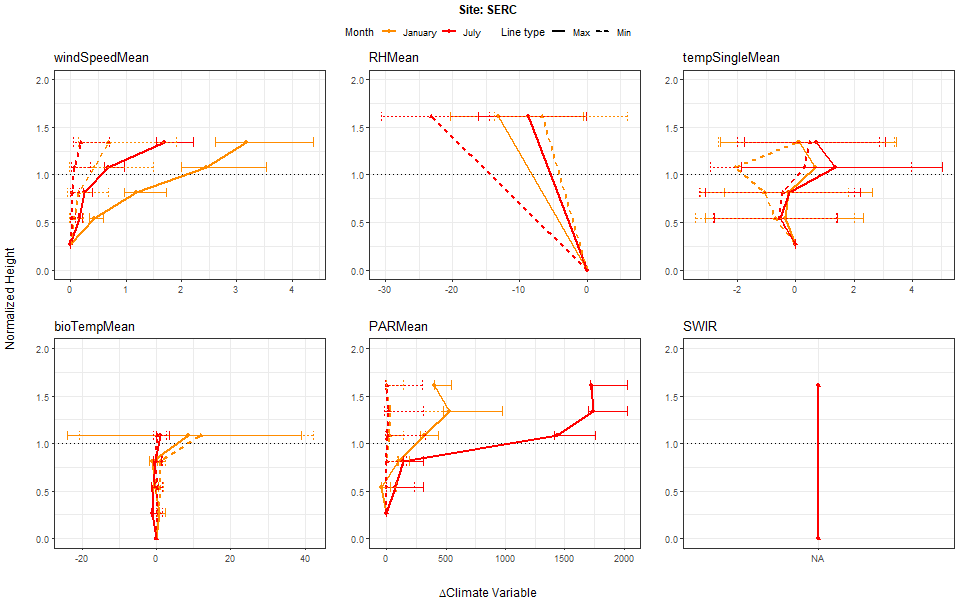 Site: SERC
Month January July Line type Max Min
windSpeedMean RHMean tempSingleMean
2.0 2.0 2.0
1.5 1.5 1.5
1.0 1.0 1.0
0.5 0.5 0.5
0.0 0.0 0.0
0 1 2 3 4 -30 -20 -10 0 -2 0 2 4
Normalized Height
bioTempMean PARMean SWIR
2.0 2.0 2.0
1.5 1.5 1.5
1.0 1.0 1.0
0.5 0.5 0.5
0.0 0.0 0.0
-20 0 20 40 0 500 1000 1500 2000 NA
ΔClimate Variable